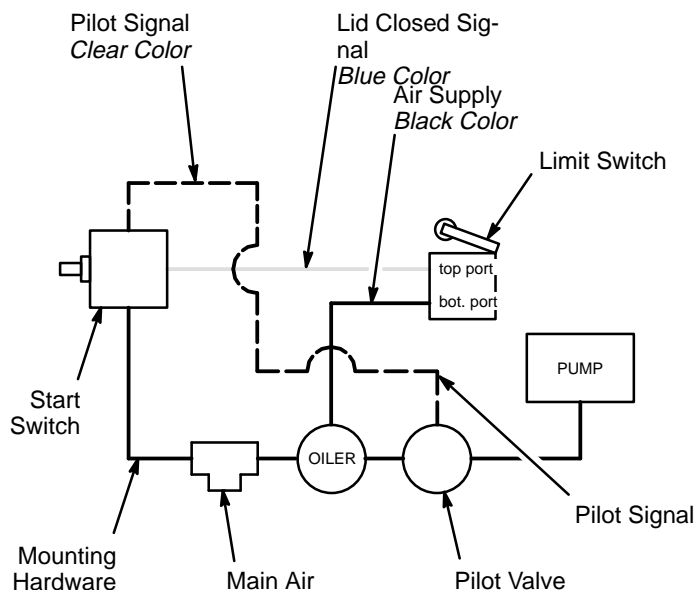 Pilot Signal
Clear Color
Lid Closed Sig-
nal
Blue Color
Air Supply
Black Color
Limit Switch
top port
bot. port
PUMP
Start
Switch
OILER
Pilot Signal
Mounting
Hardware
Main Air
Pilot Valve